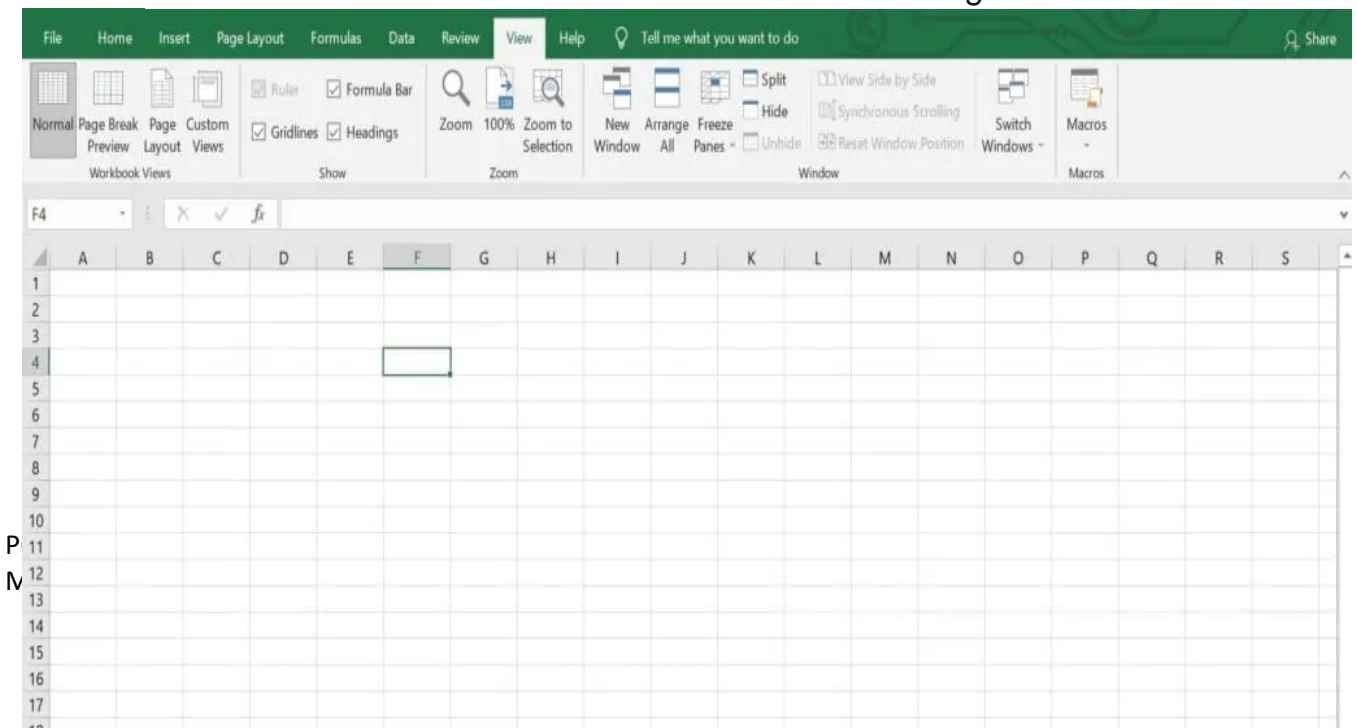 File Home Insert Page Layout Formulas Data Review View Help Tell me what you want to do Share
Normal Page Break Preview Page Layout Custom Views
Workbook Views
Ruler Formula Bar
Gridlines Headings
Show
Zoom 100% Zoom to Selection
Zoom
New Window Arrange All Freeze Panes
Split
Hide
Unhide
View Side by Side
Synchronous Scrolling
Reset Window Position
Switch Windows
Window
Macros
Macros
F4 fx
A B C D E F G H I J K L M N O P Q R S
1
2
3
4
5
6
7
8
9
10
11
12
13
14
15
16
17